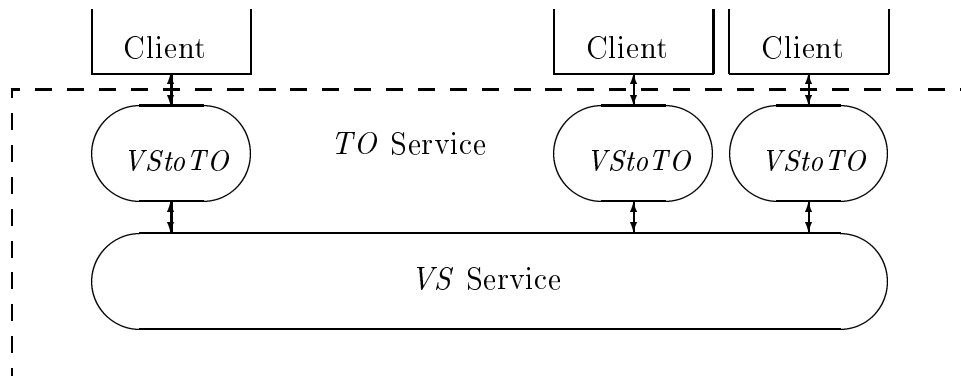 Client
Client
Client
TO Service
VStoTO
VStoTO
VStoTO
VS Service